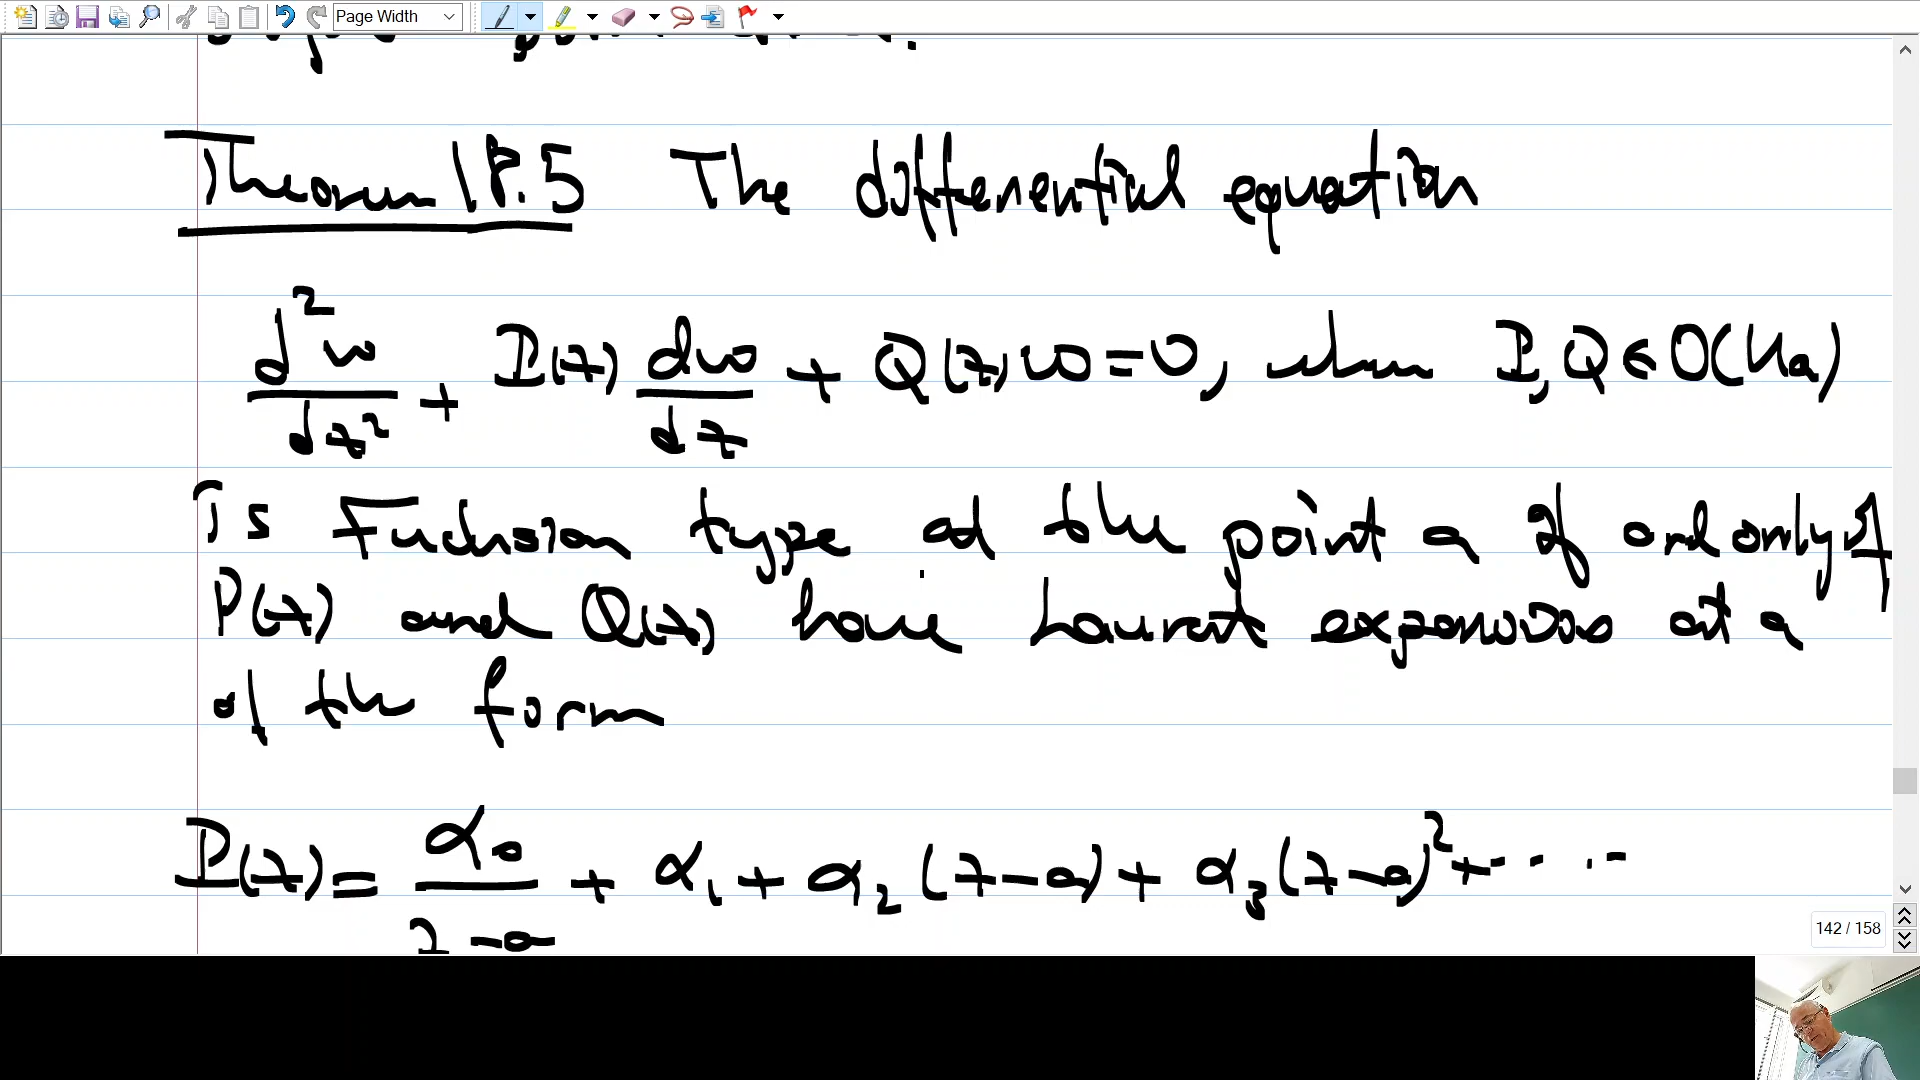 Page Width
Theorem 18.5 The differential equation
d²w/dz² + P(z) dw/dz + Q(z)w=0, when P,Q∈O(Ua)
is Fuchsian type at the point a if and only if
P(z) and Q(z) have Laurent expansions at a
of the form
P(z) = α₀/(z-a) + α₁ + α₂(z-a) + α₃(z-a)² + ......
142 / 158